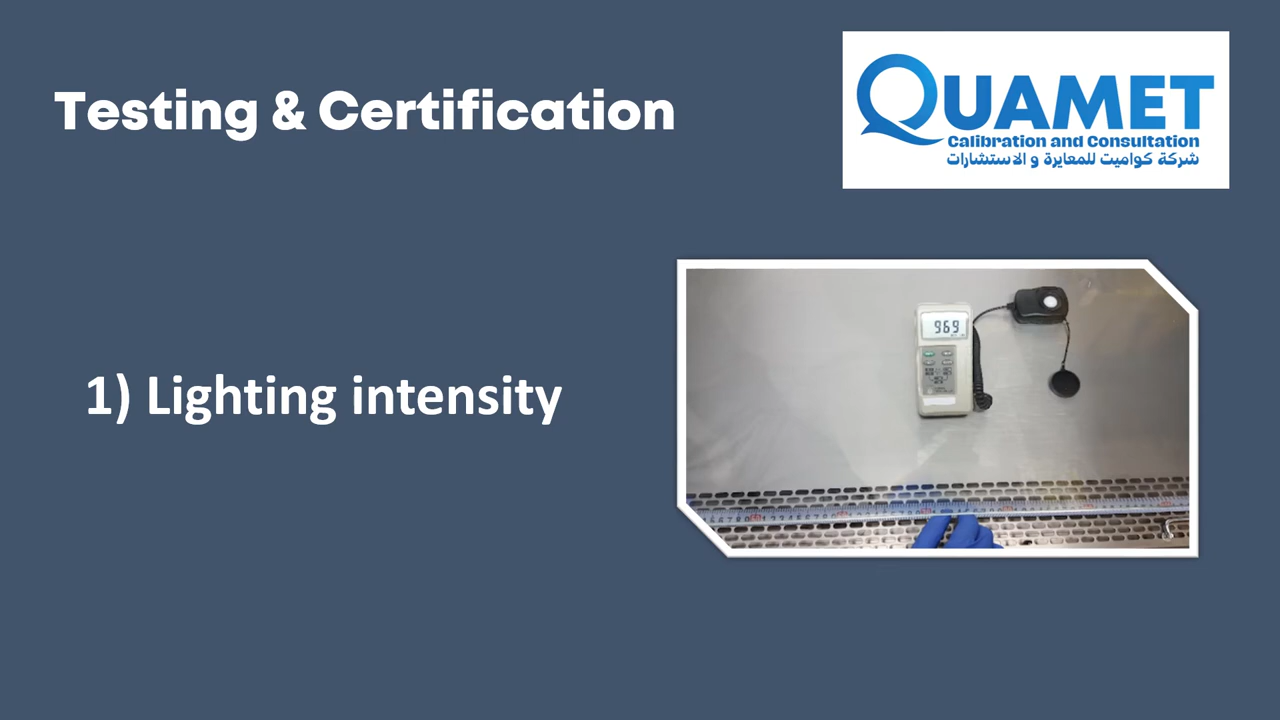 Testing & Certification
QUAMET
Calibration and Consultation
شركة كواميت للمعايرة و الاستشارات
1) Lighting intensity
969